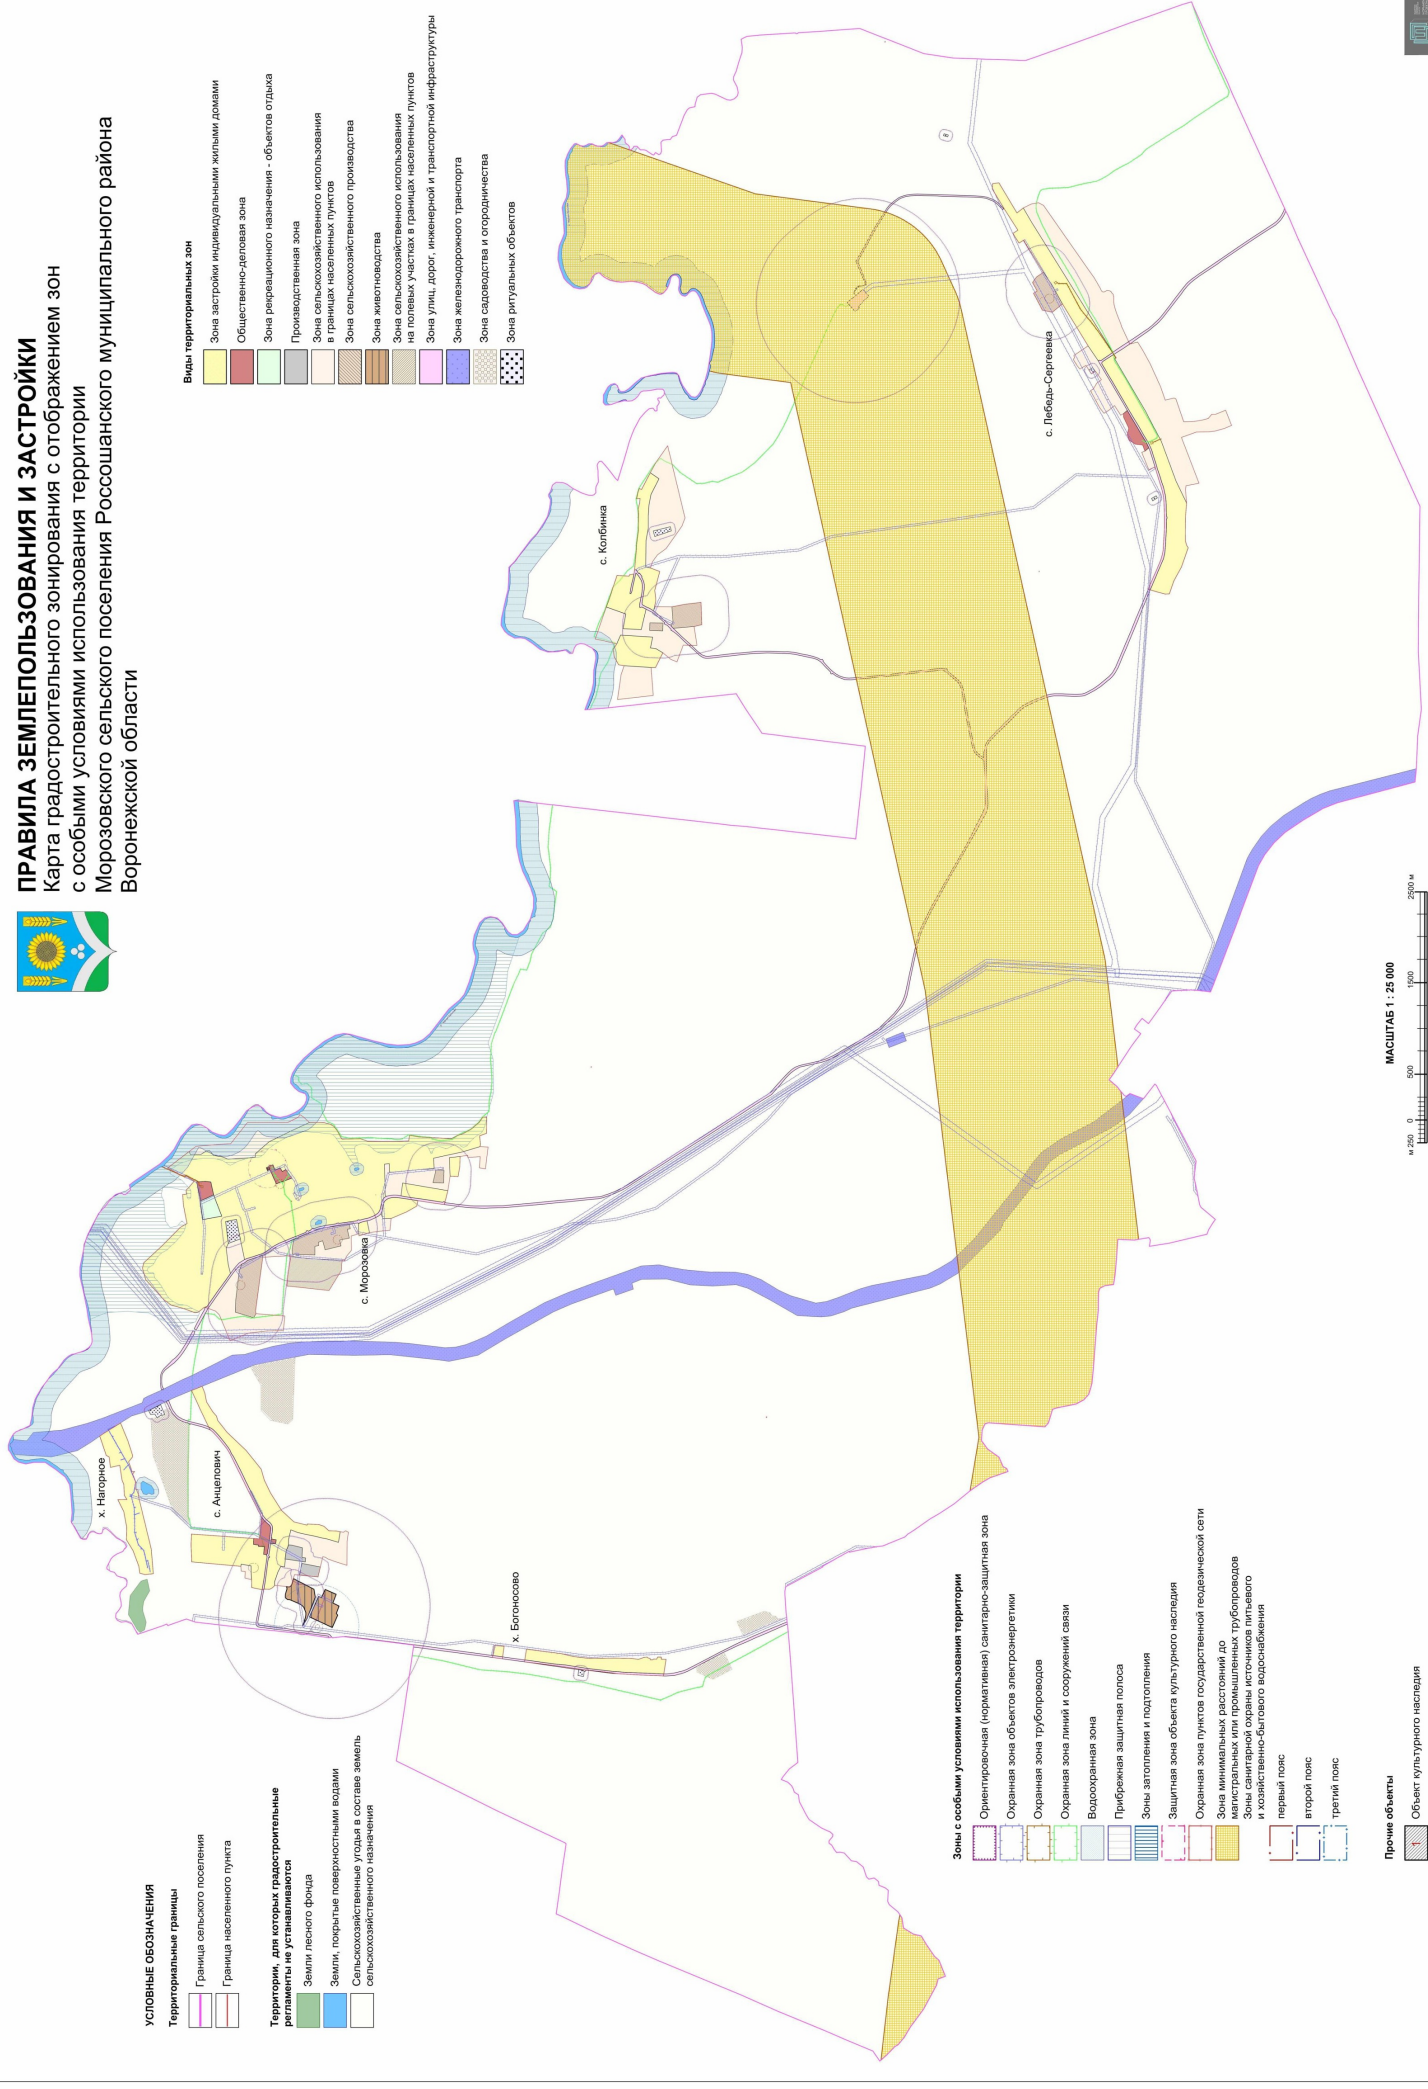 ПРАВИЛА ЗЕМЛЕПОЛЬЗОВАНИЯ И ЗАСТРОЙКИ
Карта градостроительного зонирования с отображением зон
с особыми условиями использования территории
Морозовского сельского поселения Россошанского муниципального района
Воронежской области
Виды территориальных зон
Зона застройки индивидуальными жилыми домами
Общественно-деловая зона
Зона рекреационного назначения - объектов отдыха
Производственная зона
Зона сельскохозяйственного использования
в границах населенных пунктов
Зона сельскохозяйственного производства
Зона животноводства
Зона сельскохозяйственного использования
на полевых участках в границах населенных пунктов
Зона улиц, дорог, инженерной и транспортной инфраструктуры
Зона железнодорожного транспорта
Зона садоводства и огородничества
Зона ритуальных объектов
х. Нагорное
с. Анцелович
с. Морозовка
х. Богоносово
с. Колбинка
с. Лебедь-Сергеевка
УСЛОВНЫЕ ОБОЗНАЧЕНИЯ
Территориальные границы
Граница сельского поселения
Граница населенного пункта
Территории, для которых градостроительные
регламенты не устанавливаются
Земли лесного фонда
Земли, покрытые поверхностными водами
Сельскохозяйственные угодья в составе земель
сельскохозяйственного назначения
Зоны с особыми условиями использования территории
Ориентировочная (нормативная) санитарно-защитная зона
Охранная зона объектов электроэнергетики
Охранная зона трубопроводов
Охранная зона линий и сооружений связи
Водоохранная зона
Прибрежная защитная полоса
Зоны затопления и подтопления
Защитная зона объекта культурного наследия
Охранная зона пунктов государственной геодезической сети
Зона минимальных расстояний до
магистральных или промышленных трубопроводов
Зоны санитарной охраны источников питьевого
и хозяйственно-бытового водоснабжения
первый пояс
второй пояс
третий пояс
Прочие объекты
1 Объект культурного наследия
МАСШТАБ 1 : 25 000
м 250 0 500 1500 2500 м